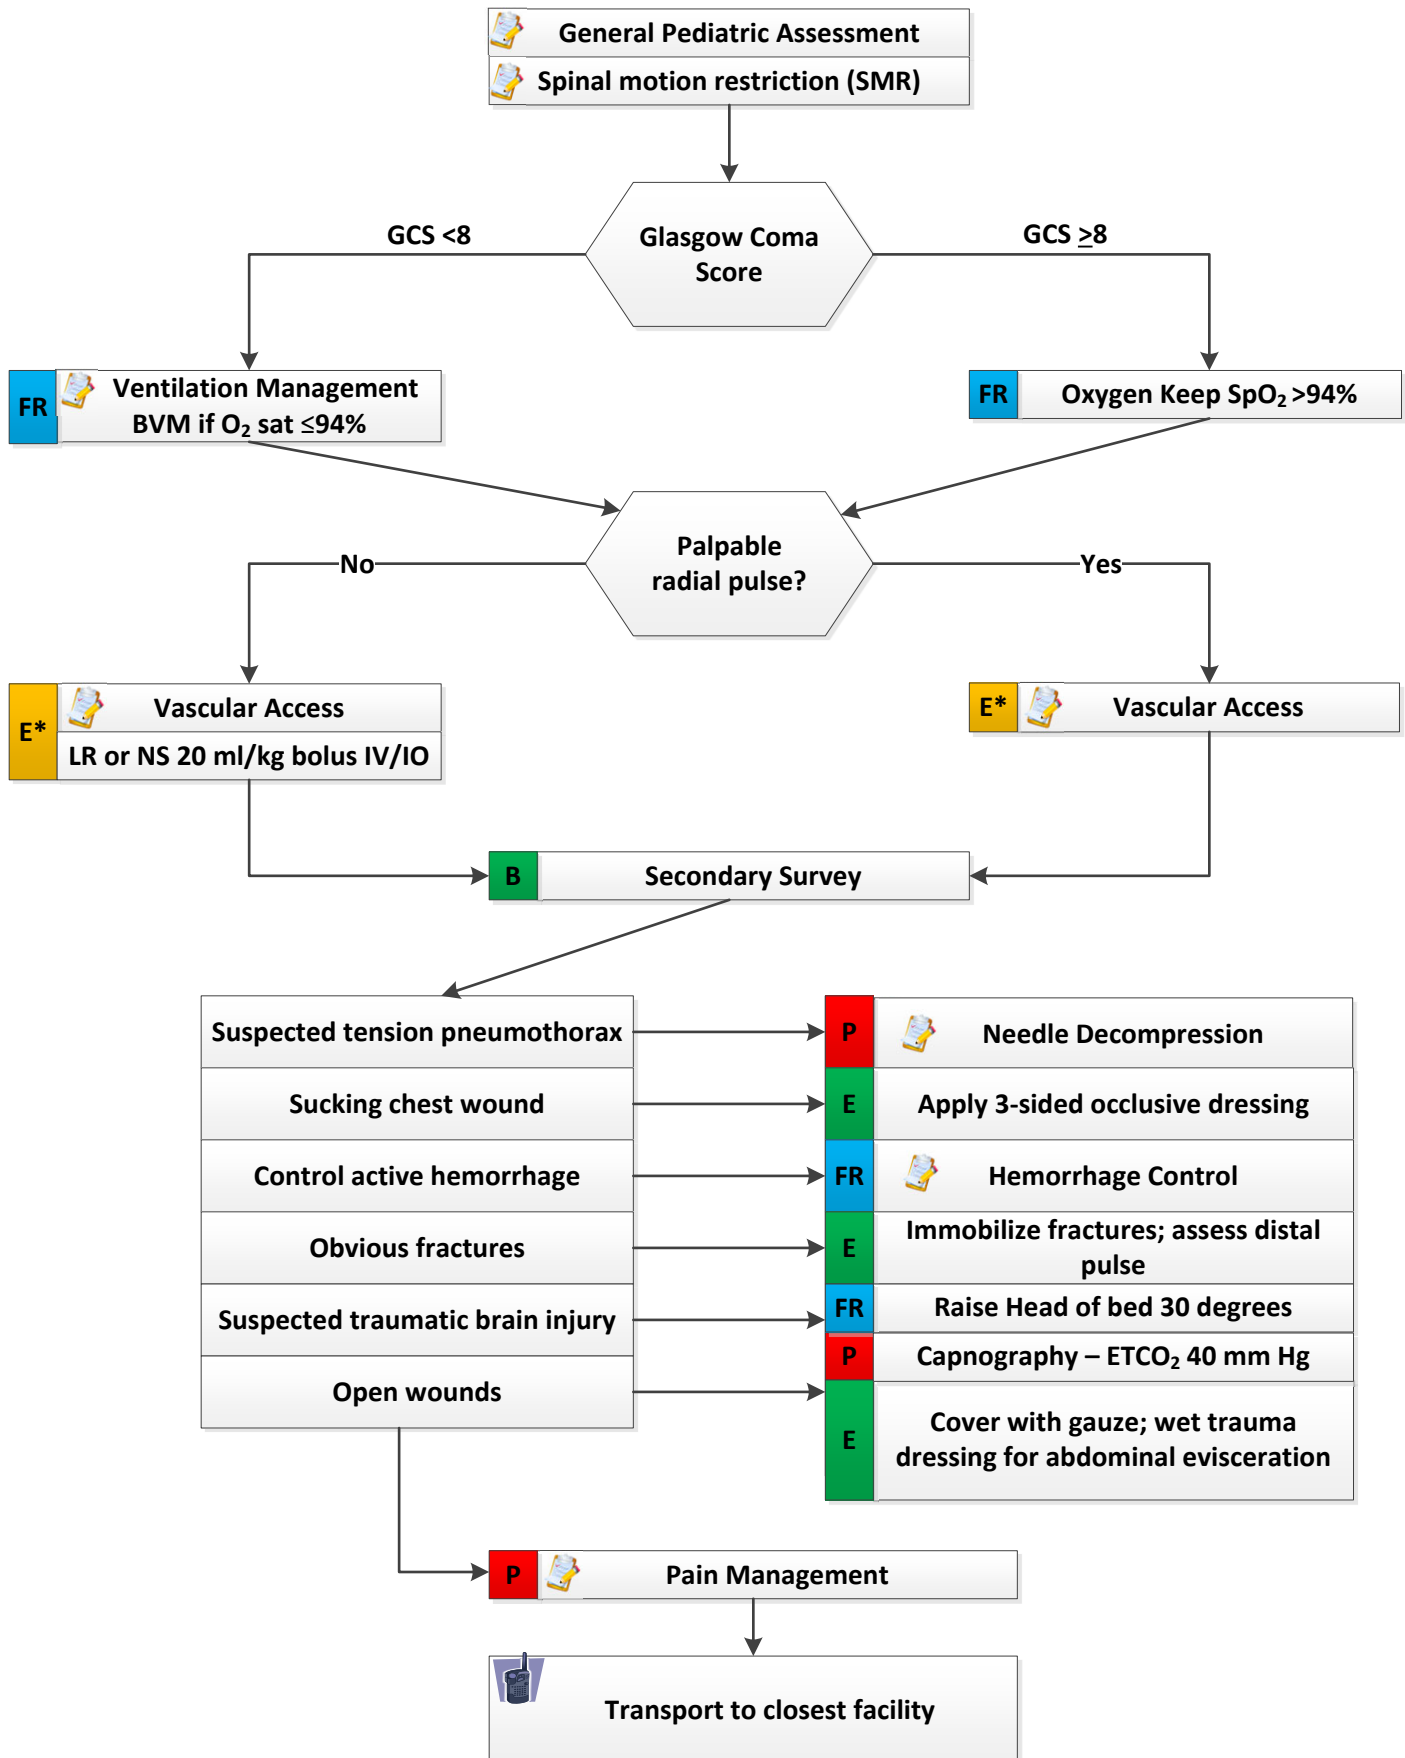 General Pediatric Assessment
Spinal motion restriction (SMR)
GCS <8
Glasgow Coma
Score
GCS ≥8
FR
Ventilation Management
BVM if O₂ sat ≤94%
FR
Oxygen Keep SpO₂ >94%
Palpable
radial pulse?
No
Yes
E*
Vascular Access
LR or NS 20 ml/kg bolus IV/IO
E*
Vascular Access
B
Secondary Survey
Suspected tension pneumothorax
P
Needle Decompression
Sucking chest wound
E
Apply 3-sided occlusive dressing
Control active hemorrhage
FR
Hemorrhage Control
Obvious fractures
E
Immobilize fractures; assess distal
pulse
Suspected traumatic brain injury
FR
Raise Head of bed 30 degrees
P
Capnography – ETCO₂ 40 mm Hg
Open wounds
E
Cover with gauze; wet trauma
dressing for abdominal evisceration
P
Pain Management
Transport to closest facility